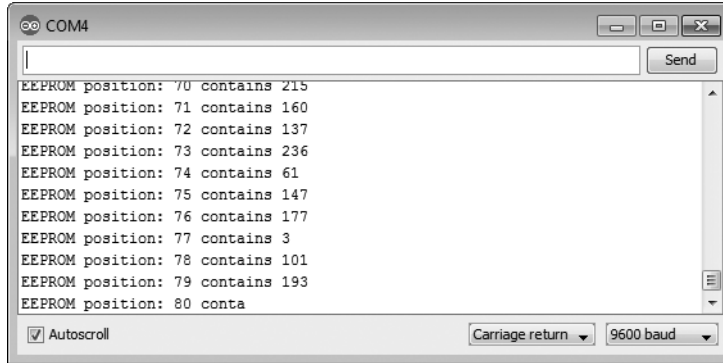 COM4
Send
EEPROM position: 70 contains 215
EEPROM position: 71 contains 160
EEPROM position: 72 contains 137
EEPROM position: 73 contains 236
EEPROM position: 74 contains 61
EEPROM position: 75 contains 147
EEPROM position: 76 contains 177
EEPROM position: 77 contains 3
EEPROM position: 78 contains 101
EEPROM position: 79 contains 193
EEPROM position: 80 conta
Autoscroll Carriage return 9600 baud